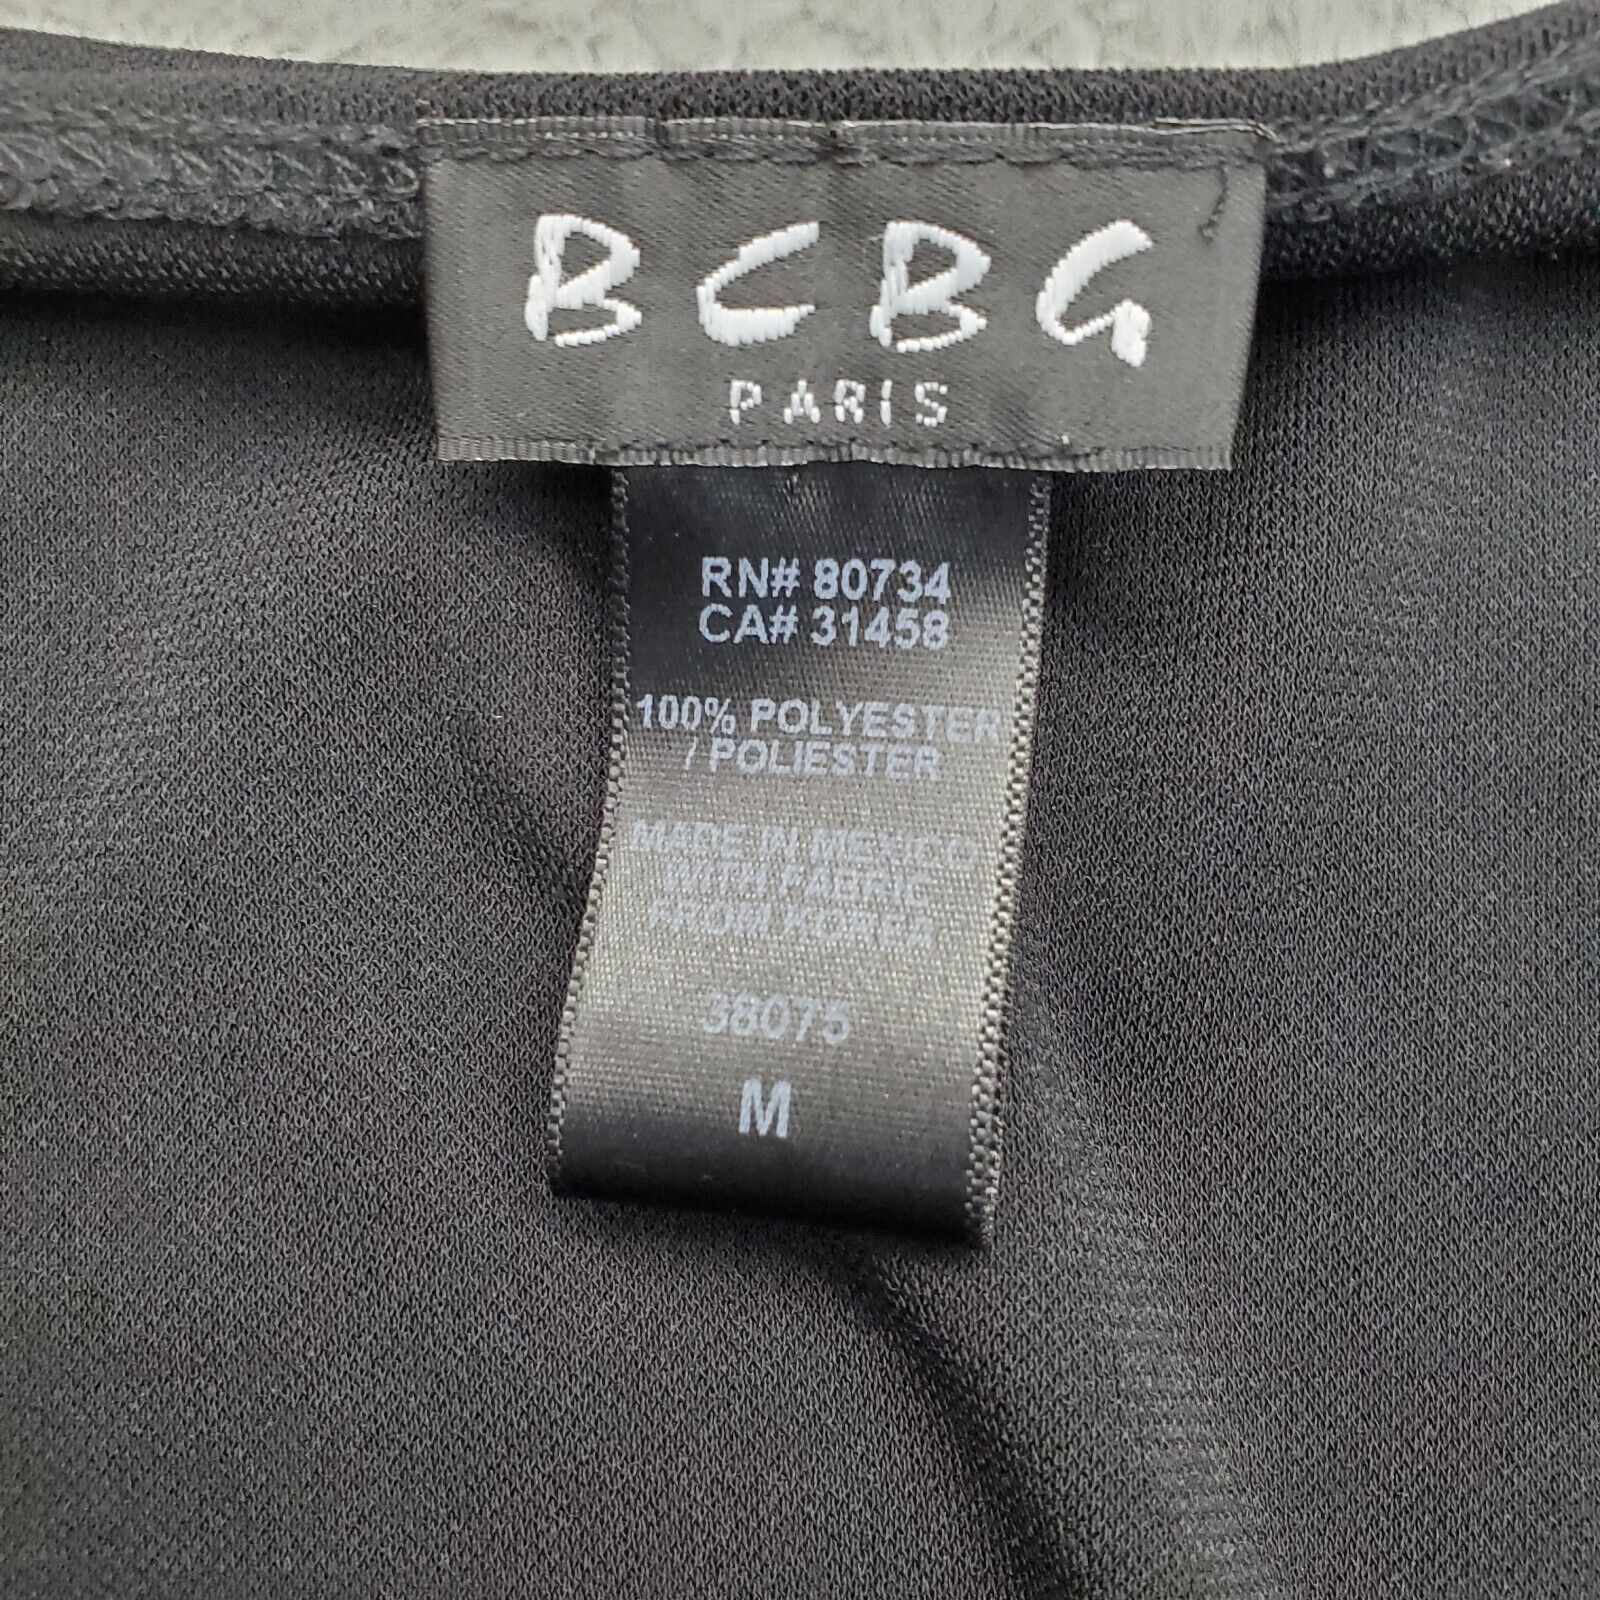 BCBG
PARIS
RN# 80734
CA# 31458
100% POLYESTER
/ POLIESTER
MADE IN MEXICO
WITH FABRIC
FROM KOREA
38075
M